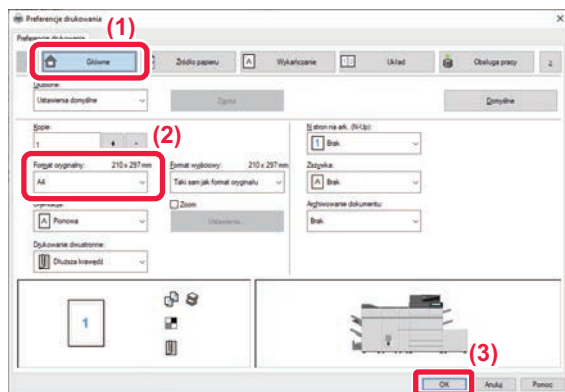 Preferencje drukowania
(1)
Preferencje drukowania
Główne
Źródło papieru
Wykańczanie
Układ
Obsługa pracy
Ulubione:
Ustawienia domyślne
Zapisz
Domyślne
Kopie:
1
+ -
(2)
N stron na ark. (N-Up):
1 Brak
Format oryginalny: 210 x 297 mm
Format wyjściowy: 210 x 297 mm
Zszywka:
A4
Taki sam jak format oryginału
A Brak
Orientacja:
Zoom
Archiwowanie dokumentu:
A Pionowa
Ustawienia...
Brak
Drukowanie dwustronne:
Dłuższa krawędź
1
(3)
OK
Anuluj
Pomoc